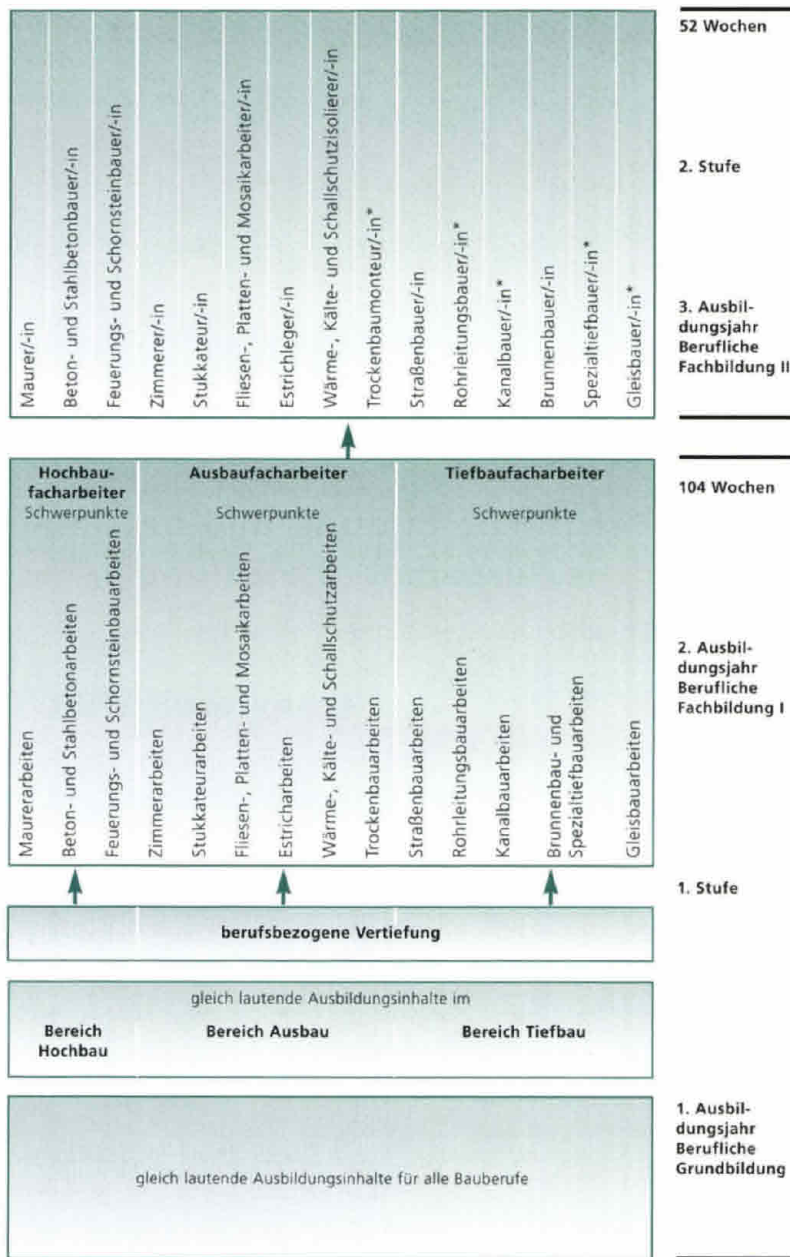 52 Wochen
2. Stufe
3. Ausbil-
dungsjahr
Berufliche
Fachbildung II
Maurer/-in
Beton- und Stahlbetonbauer/-in
Feuerungs- und Schornsteinbauer/-in
Zimmerer/-in
Stukkateur/-in
Fliesen-, Platten- und Mosaikarbeiter/-in
Estrichleger/-in
Wärme-, Kälte- und Schallschutzisolierer/-in
Trockenbaumonteur/-in*
Straßenbauer/-in
Rohrleitungsbauer/-in*
Kanalbauer/-in*
Brunnenbauer/-in
Spezialtiefbauer/-in*
Gleisbauer/-in*
Hochbau-
facharbeiter
Schwerpunkte
Ausbaufacharbeiter
Schwerpunkte
Tiefbaufacharbeiter
Schwerpunkte
104 Wochen
2. Ausbil-
dungsjahr
Berufliche
Fachbildung I
Maurerarbeiten
Beton- und Stahlbetonarbeiten
Feuerungs- und Schornsteinbauarbeiten
Zimmerarbeiten
Stukkateurarbeiten
Fliesen-, Platten- und Mosaikarbeiten
Estricharbeiten
Wärme-, Kälte- und Schallschutzarbeiten
Trockenbauarbeiten
Straßenbauarbeiten
Rohrleitungsbauarbeiten
Kanalbauarbeiten
Brunnenbau- und
Spezialtiefbauarbeiten
Gleisbauarbeiten
1. Stufe
berufsbezogene Vertiefung
gleich lautende Ausbildungsinhalte im
Bereich
Hochbau
Bereich Ausbau
Bereich Tiefbau
1. Ausbil-
dungsjahr
Berufliche
Grundbildung
gleich lautende Ausbildungsinhalte für alle Bauberufe